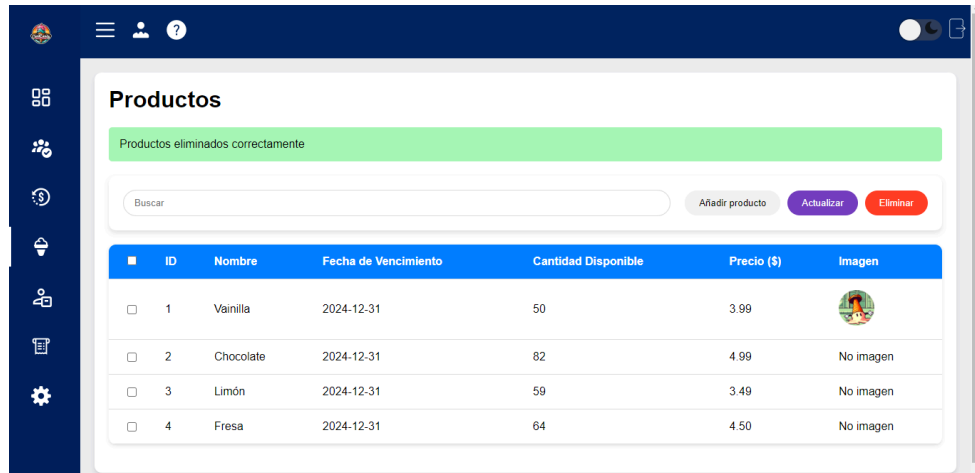 ?
Productos
Productos eliminados correctamente
Buscar Añadir producto Actualizar Eliminar
ID Nombre Fecha de Vencimiento Cantidad Disponible Precio ($) Imagen
1 Vainilla 2024-12-31 50 3.99
2 Chocolate 2024-12-31 82 4.99 No imagen
3 Limón 2024-12-31 59 3.49 No imagen
4 Fresa 2024-12-31 64 4.50 No imagen